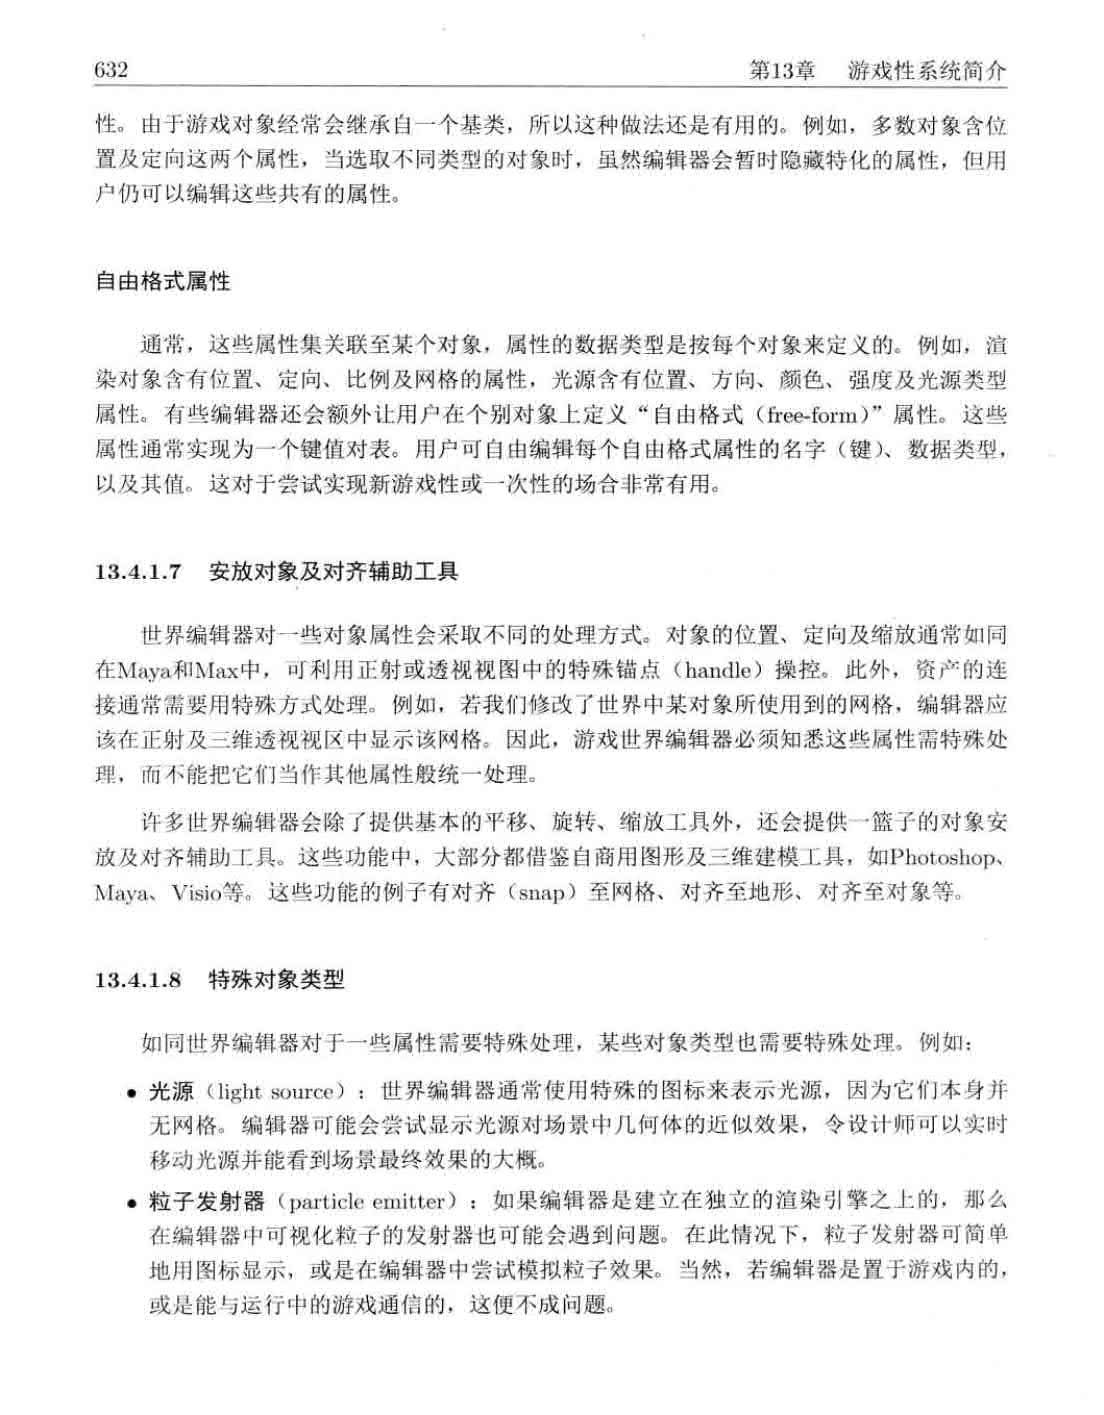 632 第13章 游戏性系统简介
性。由于游戏对象经常会继承自一个基类，所以这种做法还是有用的。例如，多数对象含位
置及定向这两个属性，当选取不同类型的对象时，虽然编辑器会暂时隐藏特化的属性，但用
户仍可以编辑这些共有的属性。
自由格式属性
通常，这些属性集关联至某个对象，属性的数据类型是按每个对象来定义的。例如，渲
染对象含有位置、定向、比例及网格的属性，光源含有位置、方向、颜色、强度及光源类型
属性。有些编辑器还会额外让用户在个别对象上定义“自由格式（free-form）”属性。这些
属性通常实现为一个键值对表。用户可自由编辑每个自由格式属性的名字（键）、数据类型，
以及其值。这对于尝试实现新游戏性或一次性的场合非常有用。
13.4.1.7 安放对象及对齐辅助工具
世界编辑器对一些对象属性会采取不同的处理方式。对象的位置、定向及缩放通常如同
在Maya和Max中，可利用正射或透视视图中的特殊锚点（handle）操控。此外，资产的连
接通常需要用特殊方式处理。例如，若我们修改了世界中某对象所使用到的网格，编辑器应
该在正射及三维透视视区中显示该网格。因此，游戏世界编辑器必须知悉这些属性需特殊处
理，而不能把它们当作其他属性般统一处理。
许多世界编辑器会除了提供基本的平移、旋转、缩放工具外，还会提供一篮子的对象安
放及对齐辅助工具。这些功能中，大部分都借鉴自商用图形及三维建模工具，如Photoshop、
Maya、Visio等。这些功能的例子有对齐（snap）至网格、对齐至地形、对齐至对象等。
13.4.1.8 特殊对象类型
如同世界编辑器对于一些属性需要特殊处理，某些对象类型也需要特殊处理。例如：
• 光源（light source）：世界编辑器通常使用特殊的图标来表示光源，因为它们本身并
无网格。编辑器可能会尝试显示光源对场景中几何体的近似效果，令设计师可以实时
移动光源并能看到场景最终效果的大概。
• 粒子发射器（particle emitter）：如果编辑器是建立在独立的渲染引擎之上的，那么
在编辑器中可视化粒子的发射器也可能会遇到问题。在此情况下，粒子发射器可简单
地用图标显示，或是在编辑器中尝试模拟粒子效果。当然，若编辑器是置于游戏内的，
或是能与运行中的游戏通信的，这便不成问题。